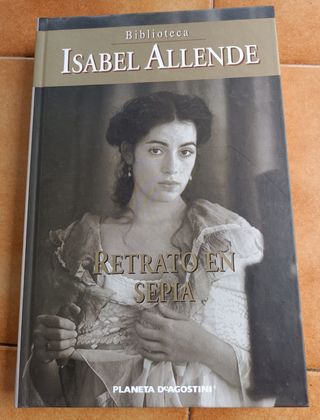 Biblioteca
ISABEL ALLENDE
RETRATO EN
SEPIA
PLANETA DEAGOSTINI